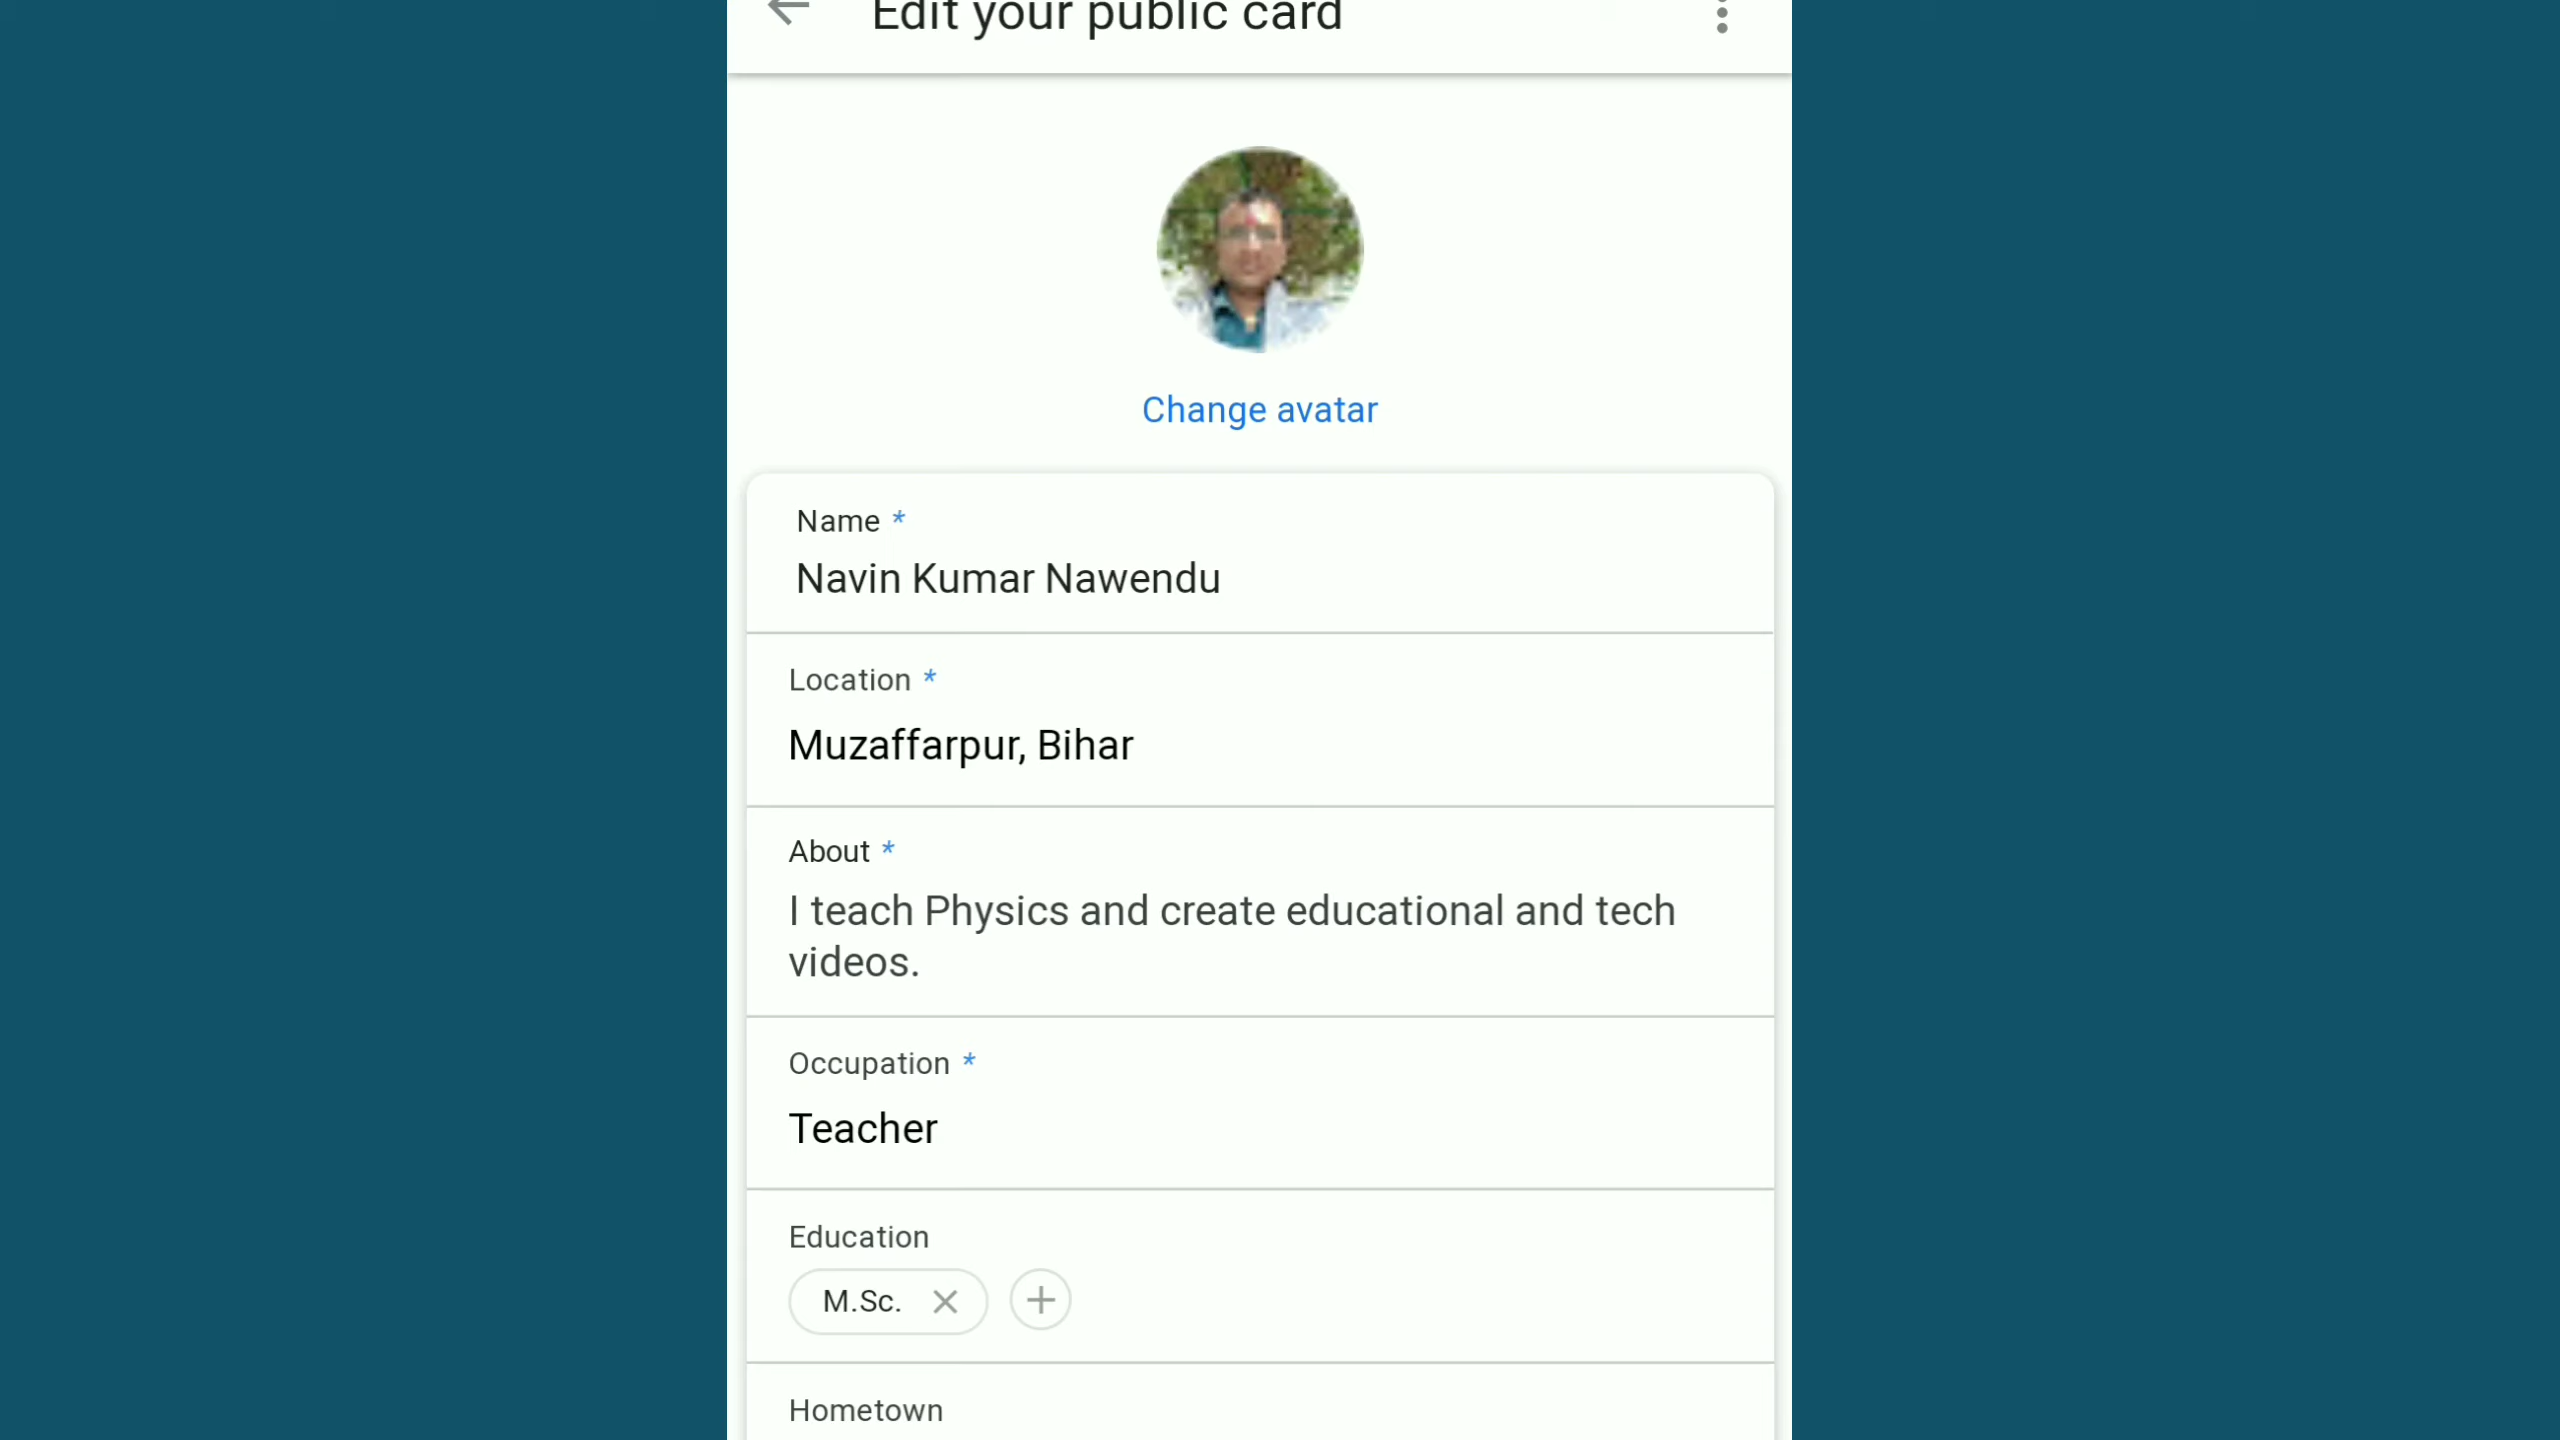 Edit your public card
Change avatar
Name *
Navin Kumar Nawendu
Location *
Muzaffarpur, Bihar
About *
I teach Physics and create educational and tech
videos.
Occupation *
Teacher
Education
M.Sc.
Hometown